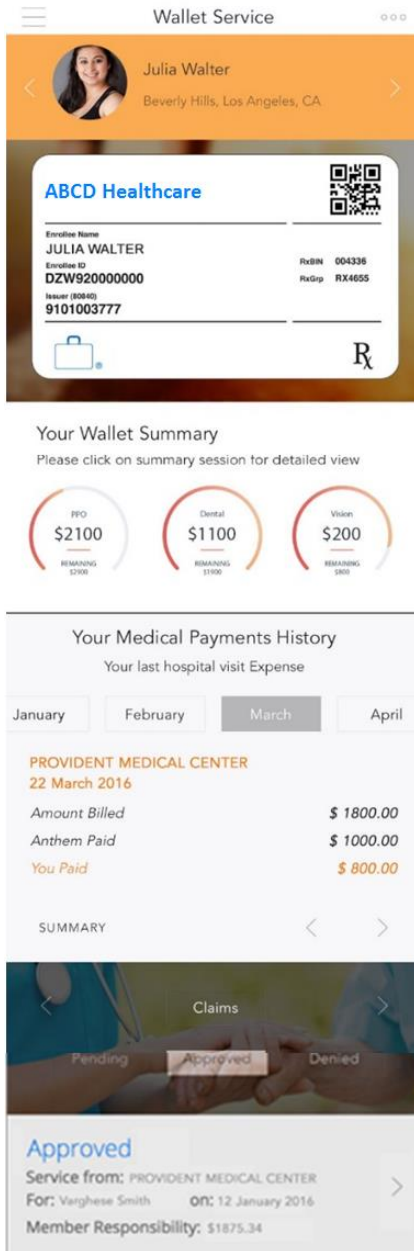 Wallet Service
Julia Walter
Beverly Hills, Los Angeles, CA
ABCD Healthcare
Enrollee Name
JULIA WALTER
Enrollee ID
DZW920000000
RxBIN 004336
RxGrp RX4655
Issuer (80840)
9101003777
®
Rx
Your Wallet Summary
Please click on summary session for detailed view
PPO
$2100
REMAINING
$2900
Dental
$1100
REMAINING
$1900
Vision
$200
REMAINING
$800
Your Medical Payments History
Your last hospital visit Expense
January February March April
PROVIDENT MEDICAL CENTER
22 March 2016
Amount Billed $ 1800.00
Anthem Paid $ 1000.00
You Paid $ 800.00
SUMMARY
Claims
Pending Approved Denied
Approved
Service from: PROVIDENT MEDICAL CENTER
For: Varghese Smith on: 12 January 2016
Member Responsibility: $1875.34